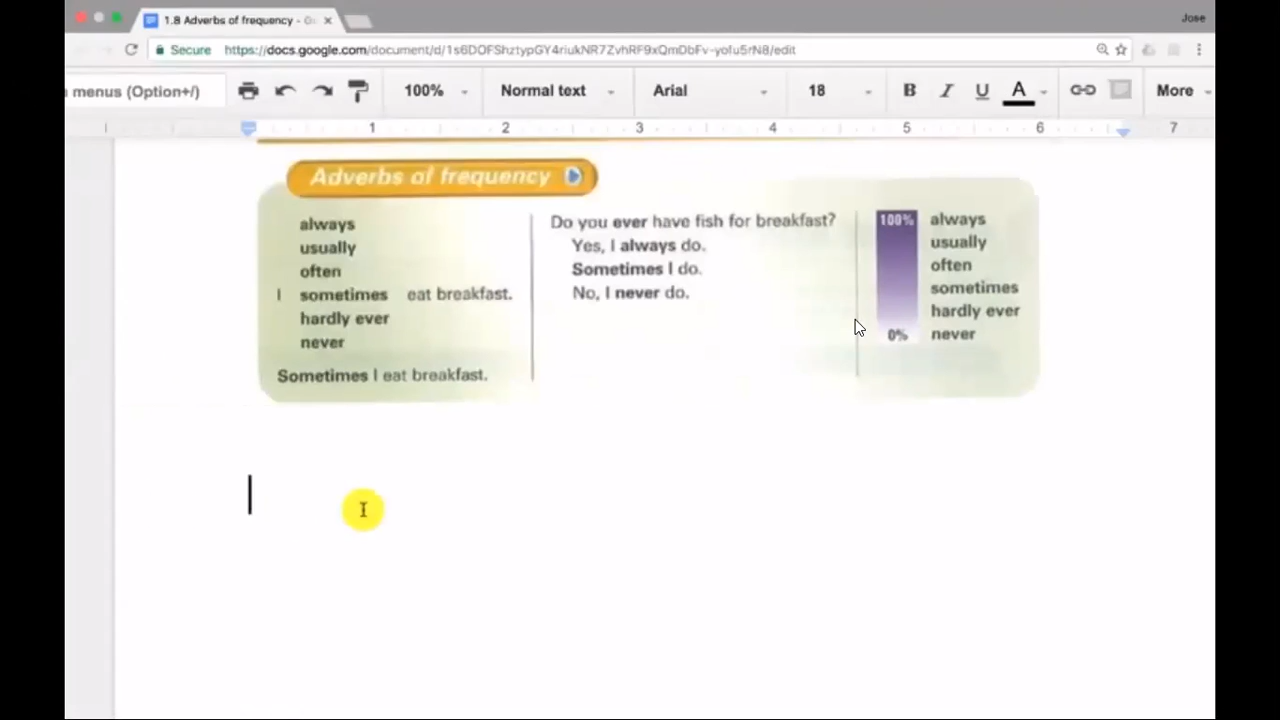 1.8 Adverbs of frequency - 
Jose
Secure https://docs.google.com/document/d/1s6DOFShztypGY4riukNR7ZvhRF9xQmDbFv-yofu5rN8/edit
menus (Option+/) 100% Normal text Arial 18 B I U A More
1 2 3 4 5 6 7
Adverbs of frequency
always
usually
often
I sometimes eat breakfast.
hardly ever
never
Sometimes I eat breakfast.
Do you ever have fish for breakfast?
Yes, I always do.
Sometimes I do.
No, I never do.
100% always
usually
often
sometimes
hardly ever
0% never